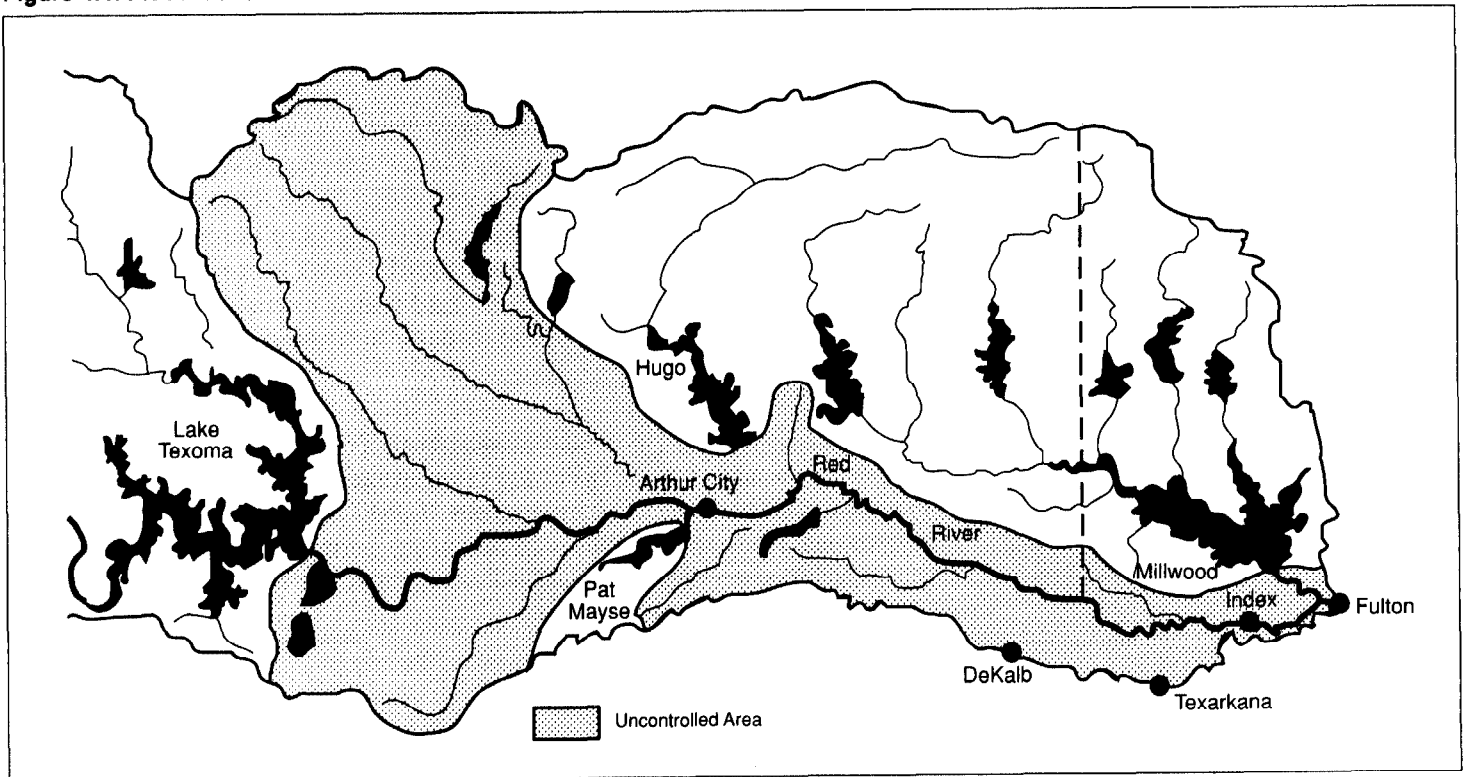 Hugo
Lake
Texoma
Arthur City
Red
River
Pat
Mayse
Millwood
Index
Fulton
DeKalb
Texarkana
Uncontrolled Area